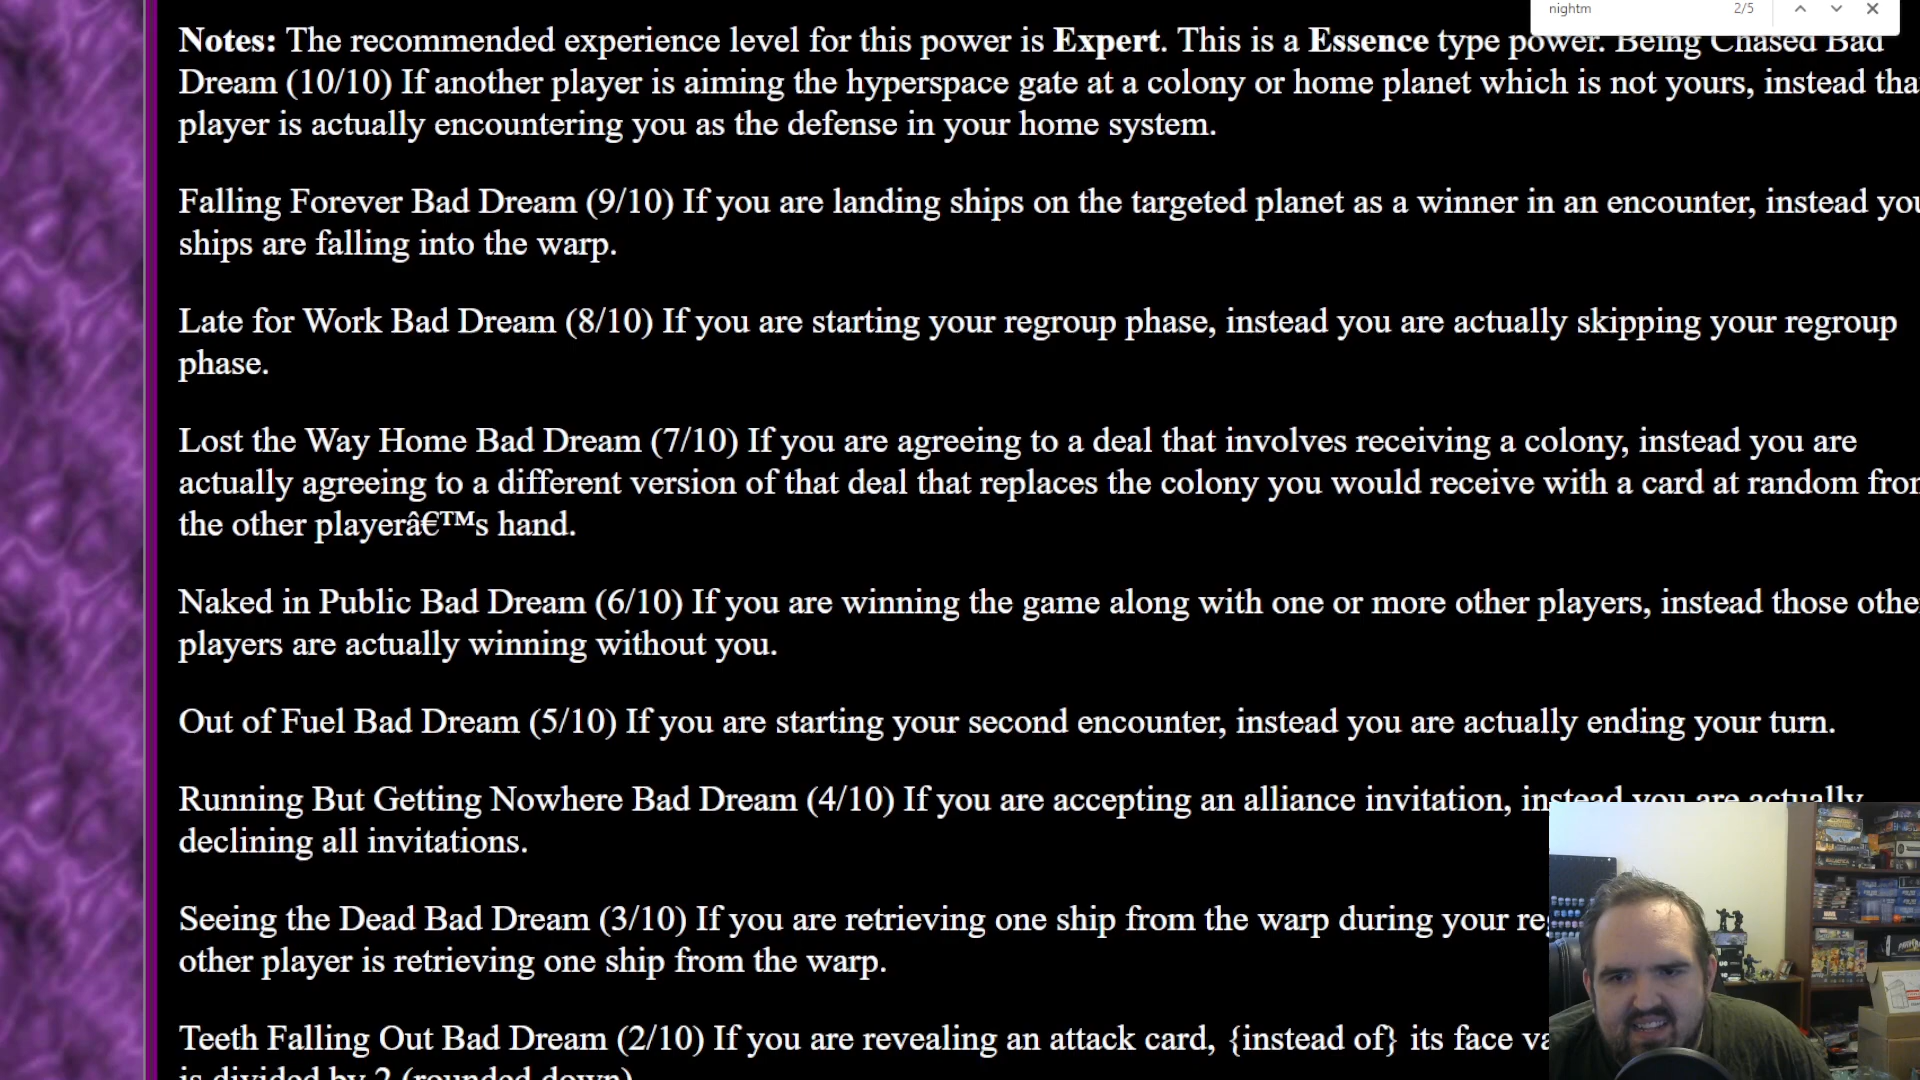 nightm 2/5
Notes: The recommended experience level for this power is Expert. This is a Essence type power. Being Chased Bad
Dream (10/10) If another player is aiming the hyperspace gate at a colony or home planet which is not yours, instead
player is actually encountering you as the defense in your home system.
Falling Forever Bad Dream (9/10) If you are landing ships on the targeted planet as a winner in an encounter, instead
ships are falling into the warp.
Late for Work Bad Dream (8/10) If you are starting your regroup phase, instead you are actually skipping your regroup
phase.
Lost the Way Home Bad Dream (7/10) If you are agreeing to a deal that involves receiving a colony, instead you are
actually agreeing to a different version of that deal that replaces the colony you would receive with a card at random
the other playerâ€™s hand.
Naked in Public Bad Dream (6/10) If you are winning the game along with one or more other players, instead those
players are actually winning without you.
Out of Fuel Bad Dream (5/10) If you are starting your second encounter, instead you are actually ending your turn.
Running But Getting Nowhere Bad Dream (4/10) If you are accepting an alliance invitation, instead you are actually
declining all invitations.
Seeing the Dead Bad Dream (3/10) If you are retrieving one ship from the warp during your
other player is retrieving one ship from the warp.
Teeth Falling Out Bad Dream (2/10) If you are revealing an attack card, {instead of} its face
is divided by 2 (rounded down)